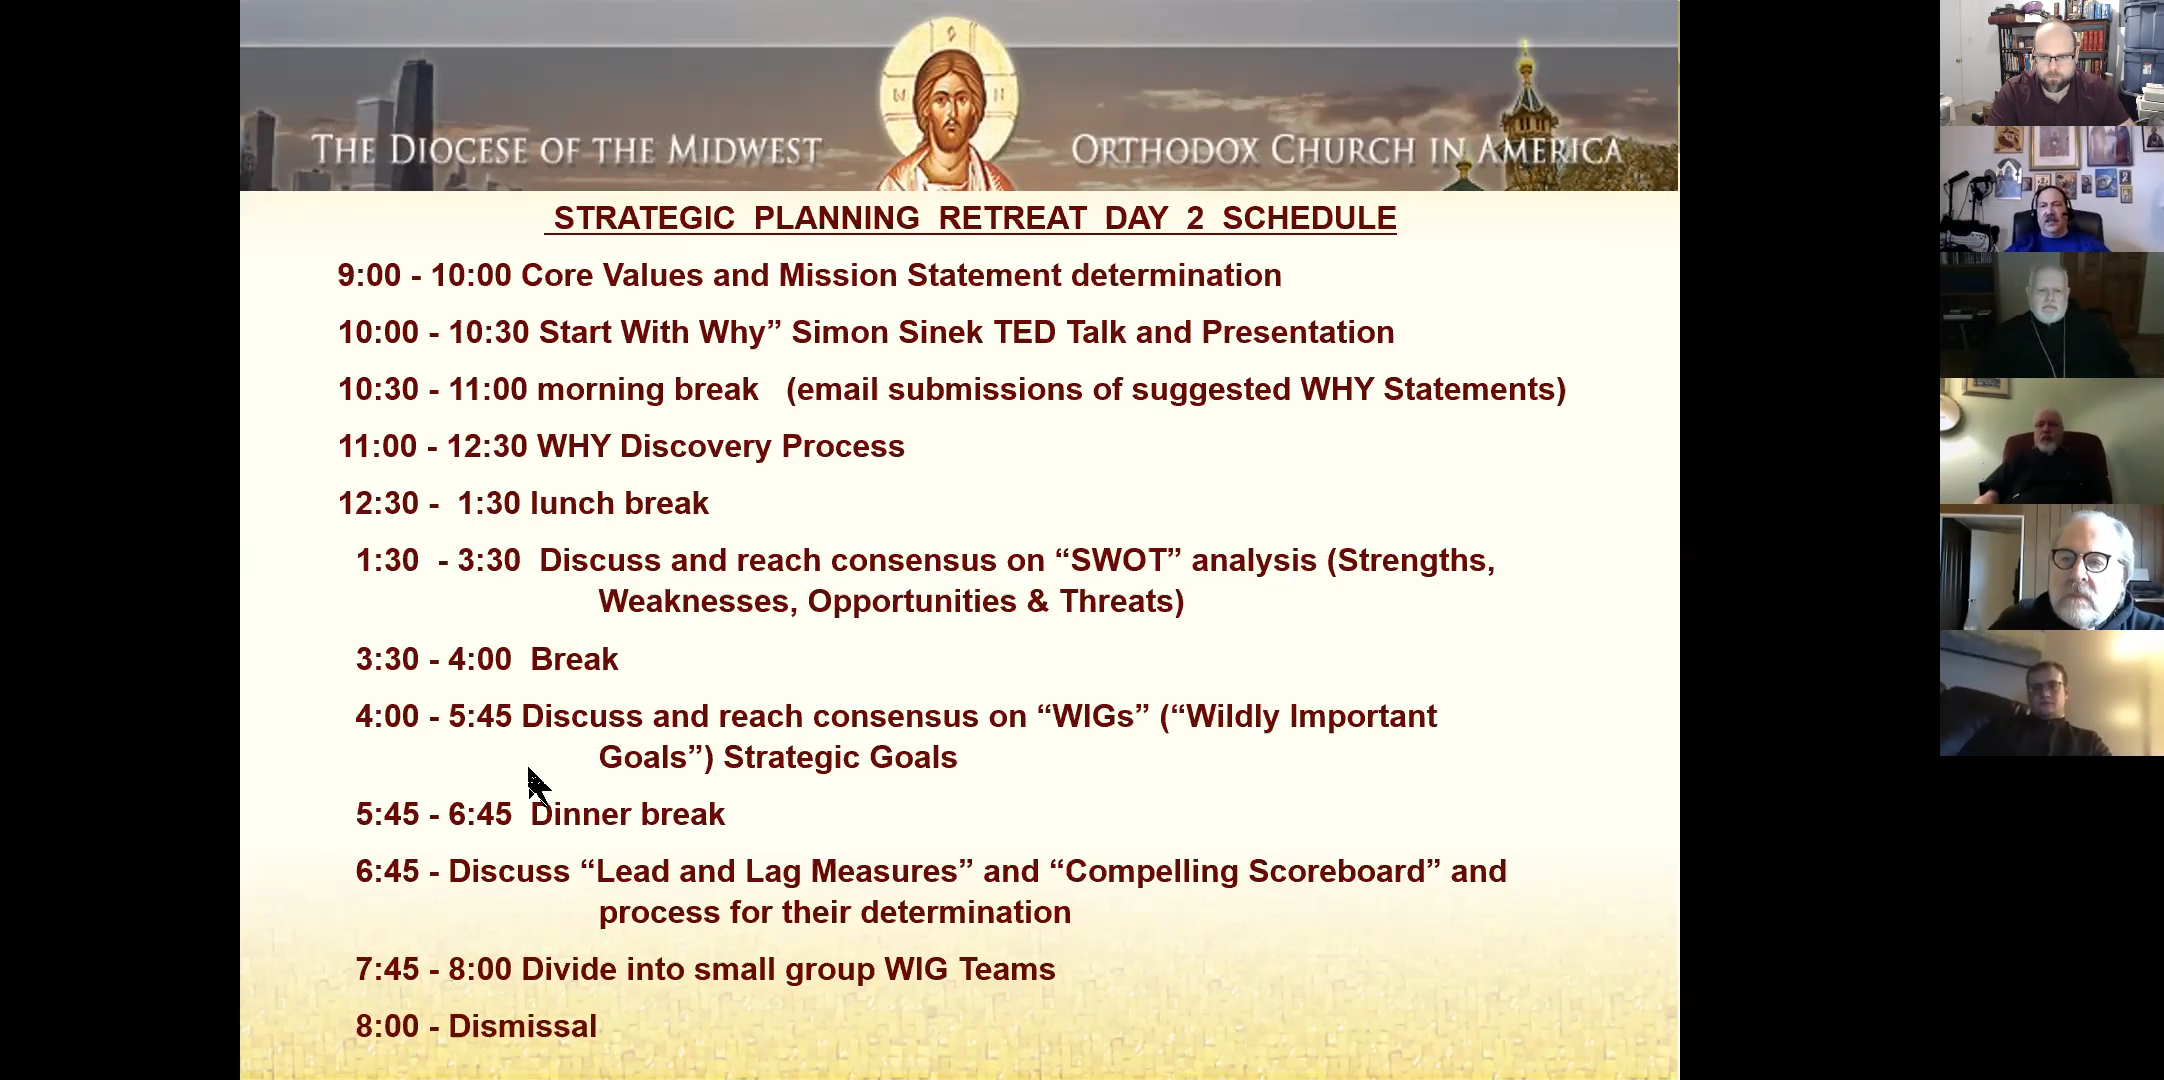 THE DIOCESE OF THE MIDWEST
ORTHODOX CHURCH IN AMERICA
STRATEGIC PLANNING RETREAT DAY 2 SCHEDULE
9:00 - 10:00 Core Values and Mission Statement determination
10:00 - 10:30 Start With Why” Simon Sinek TED Talk and Presentation
10:30 - 11:00 morning break (email submissions of suggested WHY Statements)
11:00 - 12:30 WHY Discovery Process
12:30 - 1:30 lunch break
1:30 - 3:30 Discuss and reach consensus on “SWOT” analysis (Strengths,
Weaknesses, Opportunities & Threats)
3:30 - 4:00 Break
4:00 - 5:45 Discuss and reach consensus on “WIGs” (“Wildly Important
Goals”) Strategic Goals
5:45 - 6:45 Dinner break
6:45 - Discuss “Lead and Lag Measures” and “Compelling Scoreboard” and
process for their determination
7:45 - 8:00 Divide into small group WIG Teams
8:00 - Dismissal